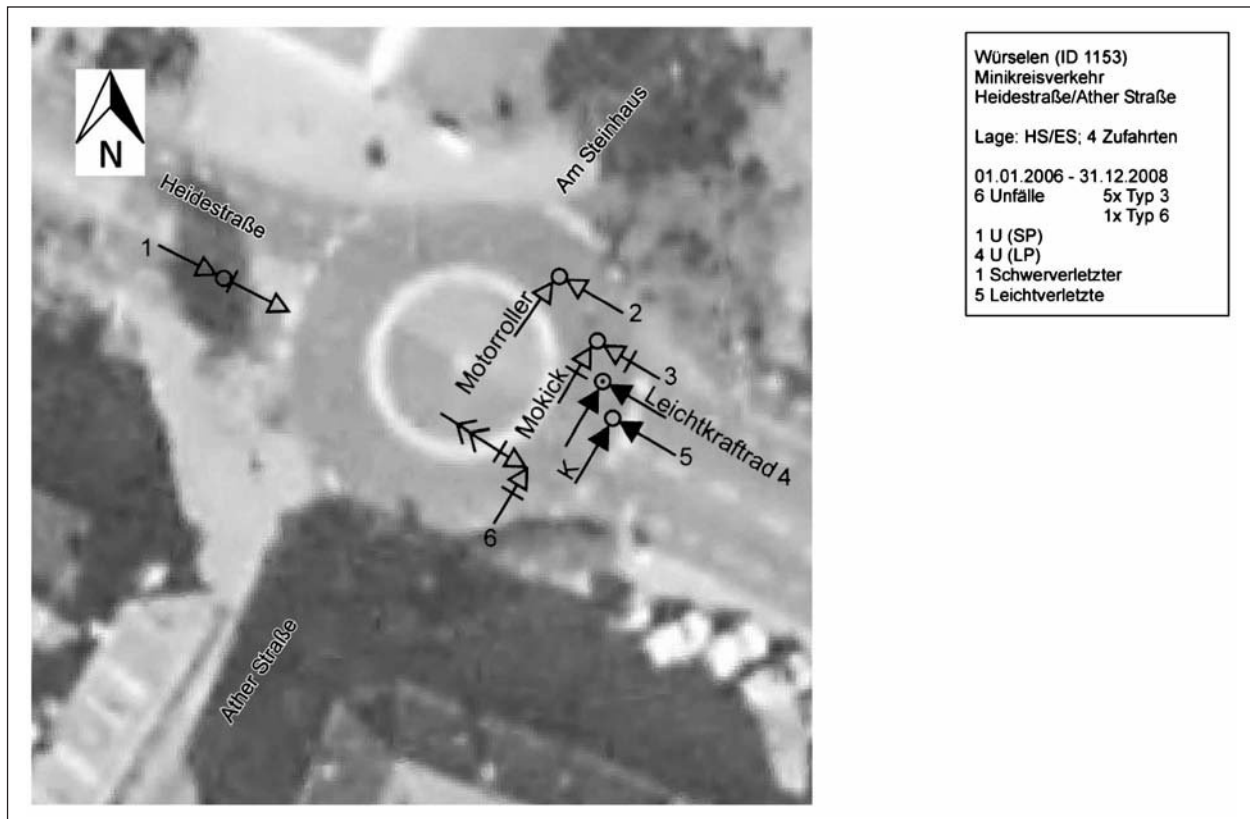 N
Heidestraße
Am Steinhaus
1
Motorroller
2
Mokick
3
Leichtkraftrad 4
K
5
6
Ather Straße
Würselen (ID 1153)
Minikreisverkehr
Heidestraße/Ather Straße
Lage: HS/ES; 4 Zufahrten
01.01.2006 - 31.12.2008
6 Unfälle 5x Typ 3
1x Typ 6
1 U (SP)
4 U (LP)
1 Schwerverletzter
5 Leichtverletzte